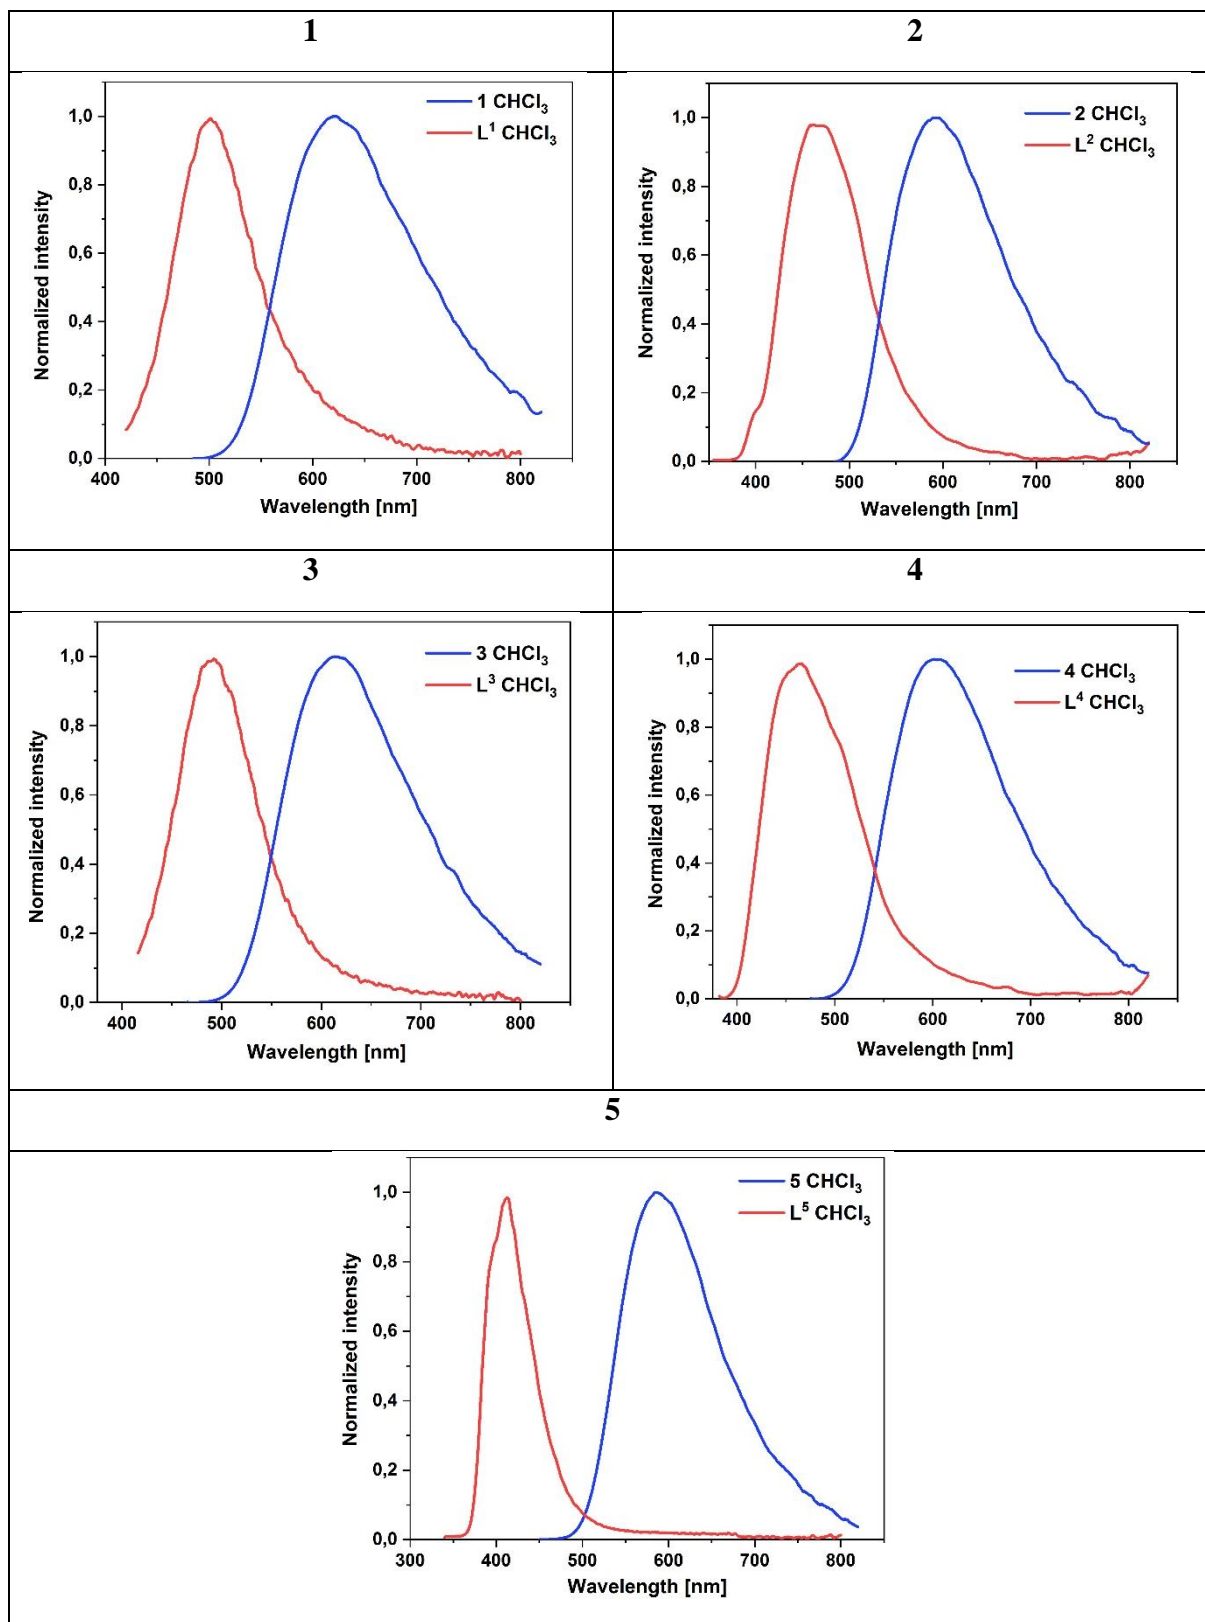 1
2
1 CHCl₃
L¹ CHCl₃
Normalized intensity
1,0
0,8
0,6
0,4
0,2
0,0
400 500 600 700 800
Wavelength [nm]
2 CHCl₃
L² CHCl₃
Normalized intensity
1,0
0,8
0,6
0,4
0,2
0,0
400 500 600 700 800
Wavelength [nm]
3
4
3 CHCl₃
L³ CHCl₃
Normalized intensity
1,0
0,8
0,6
0,4
0,2
0,0
400 500 600 700 800
Wavelength [nm]
4 CHCl₃
L⁴ CHCl₃
Normalized intensity
1,0
0,8
0,6
0,4
0,2
0,0
400 500 600 700 800
Wavelength [nm]
5
5 CHCl₃
L⁵ CHCl₃
Normalized intensity
1,0
0,8
0,6
0,4
0,2
0,0
300 400 500 600 700 800
Wavelength [nm]